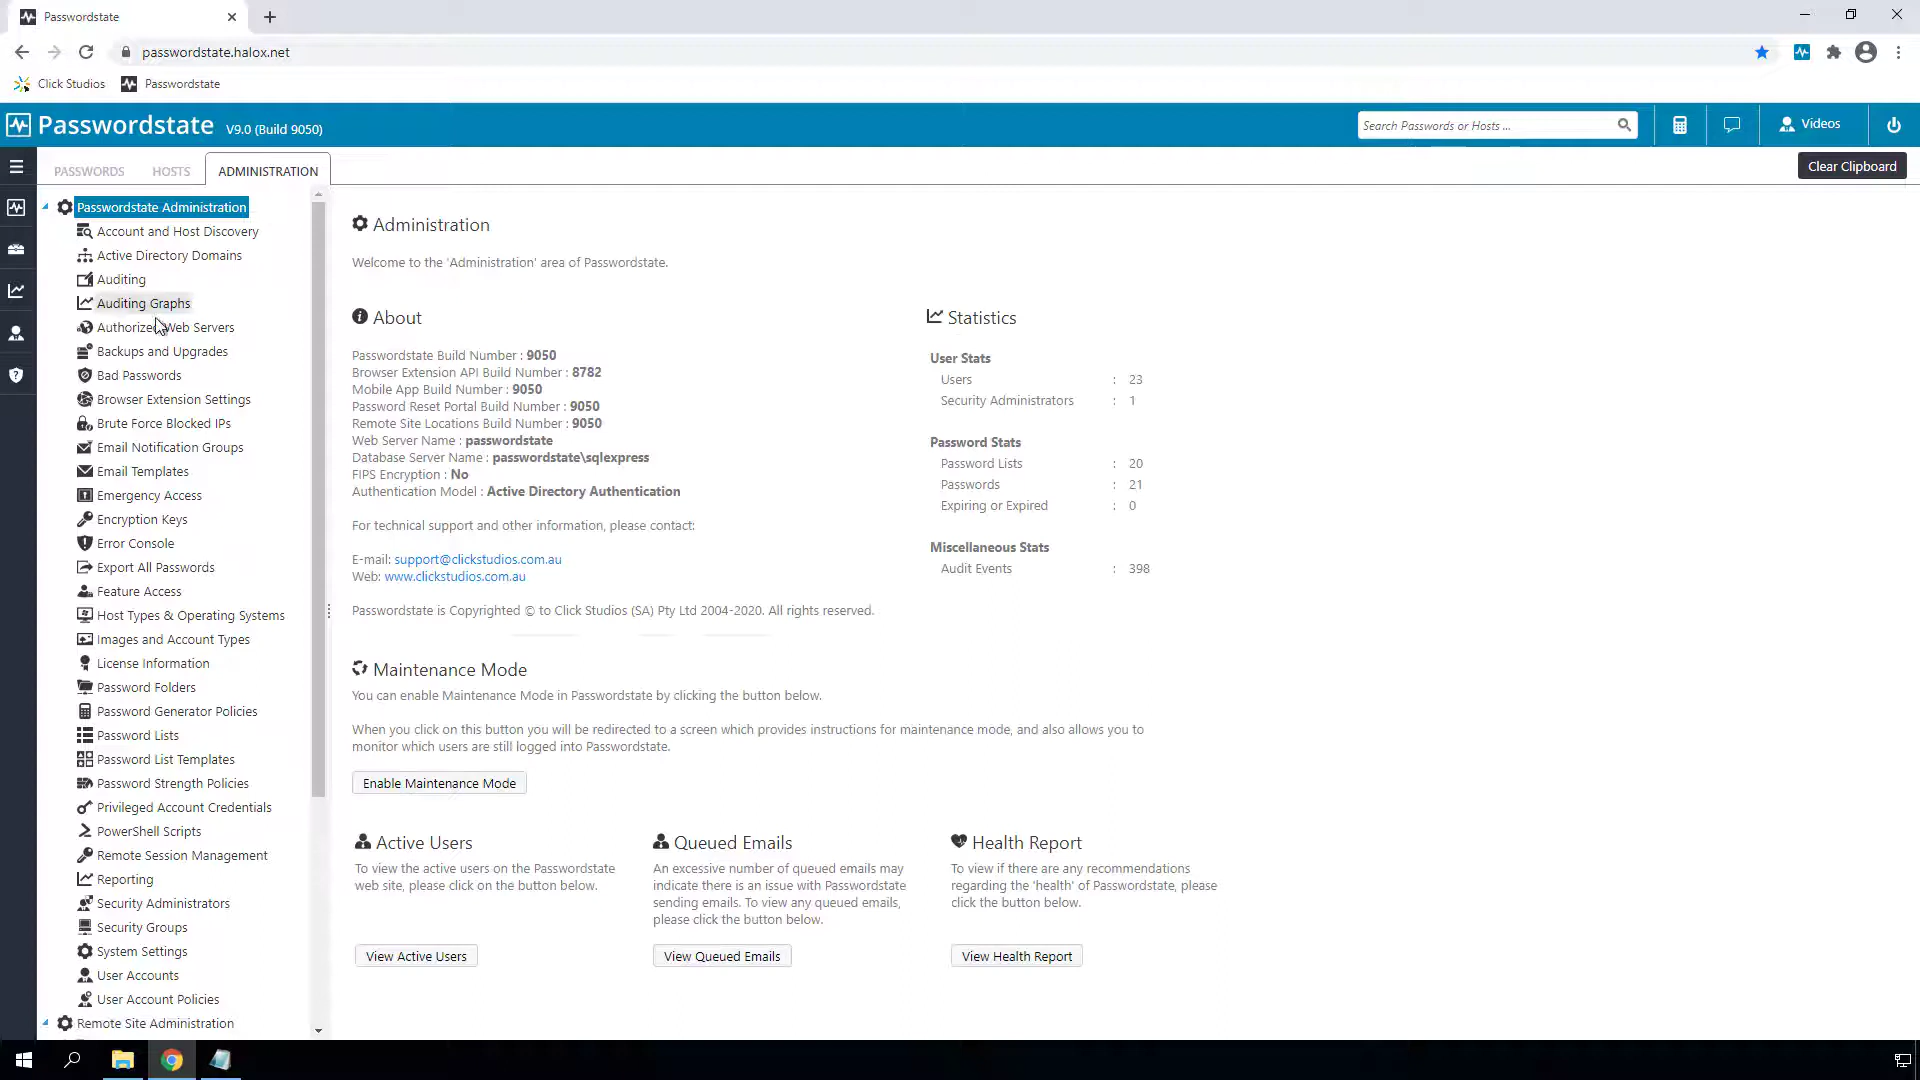 Passwordstate
passwordstate.halox.net
Click Studios
Passwordstate
Passwordstate V9.0 (Build 9050)
Search Passwords or Hosts ...
Videos
PASSWORDS
HOSTS
ADMINISTRATION
Clear Clipboard
Passwordstate Administration
Account and Host Discovery
Active Directory Domains
Auditing
Auditing Graphs
Authorized Web Servers
Backups and Upgrades
Bad Passwords
Browser Extension Settings
Brute Force Blocked IPs
Email Notification Groups
Email Templates
Emergency Access
Encryption Keys
Error Console
Export All Passwords
Feature Access
Host Types & Operating Systems
Images and Account Types
License Information
Password Folders
Password Generator Policies
Password Lists
Password List Templates
Password Strength Policies
Privileged Account Credentials
PowerShell Scripts
Remote Session Management
Reporting
Security Administrators
Security Groups
System Settings
User Accounts
User Account Policies
Remote Site Administration
Administration
Welcome to the 'Administration' area of Passwordstate.
About
Passwordstate Build Number : 9050
Browser Extension API Build Number : 8782
Mobile App Build Number : 9050
Password Reset Portal Build Number : 9050
Remote Site Locations Build Number : 9050
Web Server Name : passwordstate
Database Server Name : passwordstate\sqlexpress
FIPS Encryption : No
Authentication Model : Active Directory Authentication
For technical support and other information, please contact:
E-mail: support@clickstudios.com.au
Web: www.clickstudios.com.au
Passwordstate is Copyrighted © to Click Studios (SA) Pty Ltd 2004-2020. All rights reserved.
Statistics
User Stats
Users : 23
Security Administrators : 1
Password Stats
Password Lists : 20
Passwords : 21
Expiring or Expired : 0
Miscellaneous Stats
Audit Events : 398
Maintenance Mode
You can enable Maintenance Mode in Passwordstate by clicking the button below.
When you click on this button you will be redirected to a screen which provides instructions for maintenance mode, and also allows you to
monitor which users are still logged into Passwordstate.
Enable Maintenance Mode
Active Users
To view the active users on the Passwordstate
web site, please click on the button below.
View Active Users
Queued Emails
An excessive number of queued emails may
indicate there is an issue with Passwordstate
sending emails. To view any queued emails,
please click the button below.
View Queued Emails
Health Report
To view if there are any recommendations
regarding the 'health' of Passwordstate, please
click the button below.
View Health Report